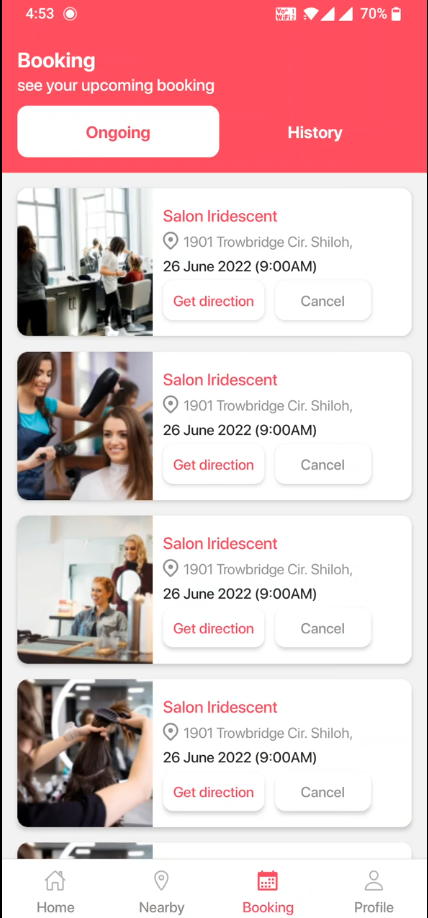 4:53
Vo 1
WiFi 2
70%
Booking
see your upcoming booking
Ongoing
History
Salon Iridescent
1901 Trowbridge Cir. Shiloh,
26 June 2022 (9:00AM)
Get direction
Cancel
Salon Iridescent
1901 Trowbridge Cir. Shiloh,
26 June 2022 (9:00AM)
Get direction
Cancel
Salon Iridescent
1901 Trowbridge Cir. Shiloh,
26 June 2022 (9:00AM)
Get direction
Cancel
Salon Iridescent
1901 Trowbridge Cir. Shiloh,
26 June 2022 (9:00AM)
Get direction
Cancel
Home
Nearby
Booking
Profile